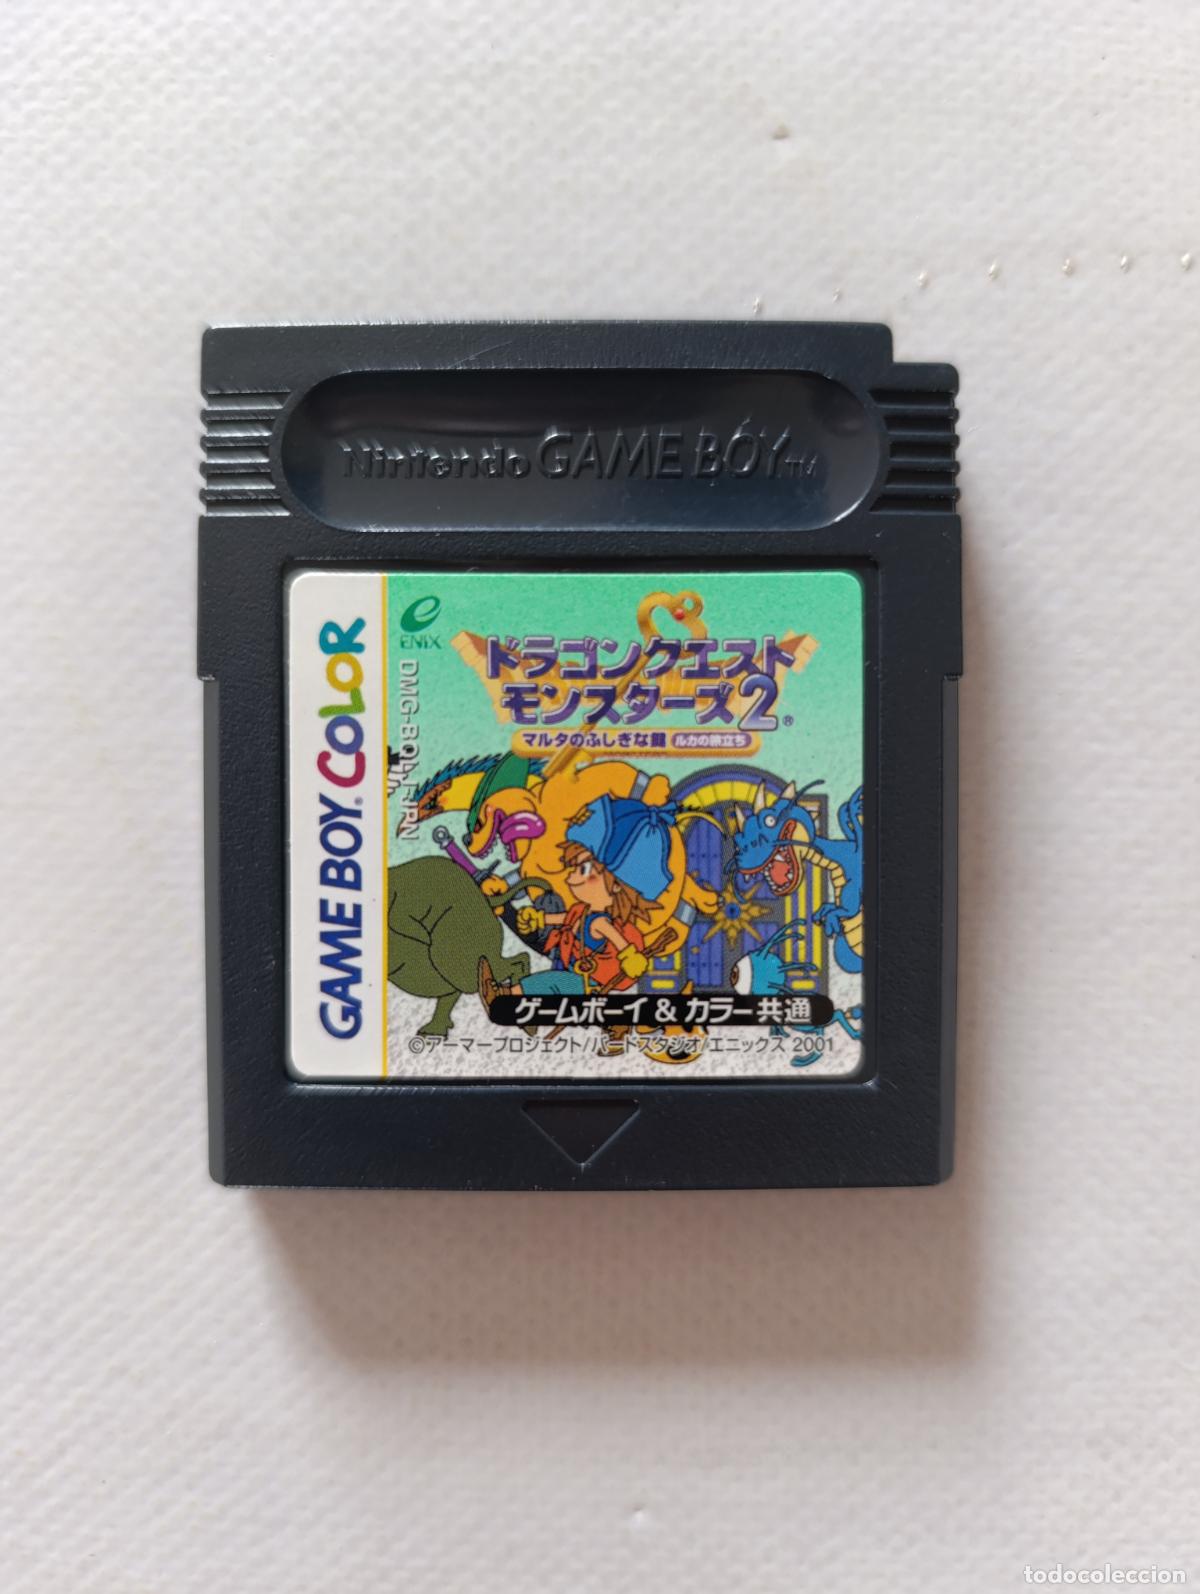 Nintendo GAME BOY TM
GAME BOY COLOR
e
ENIX
ドラゴンクエスト
モンスターズ2®
マルタのふしぎな鍵 ルカの旅立ち
ゲームボーイ & カラー共通
©アーマープロジェクト/バードスタジオ/エニックス 2001
todocoleccion